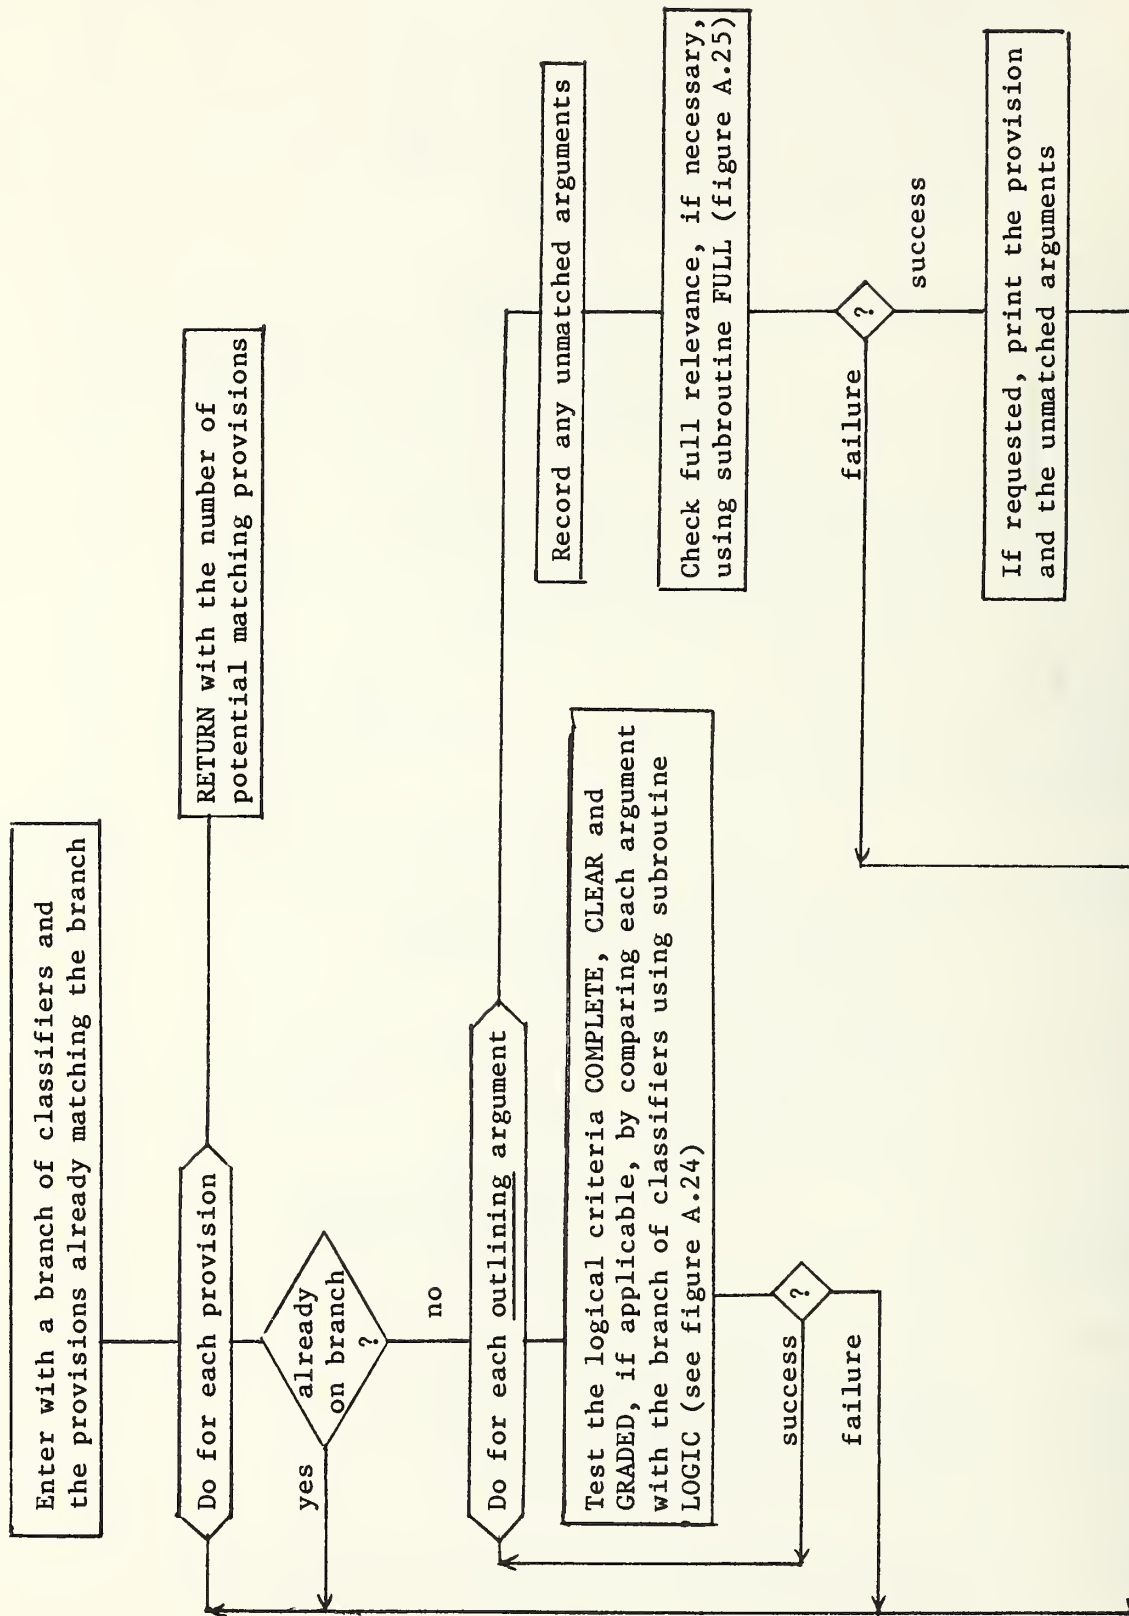 Enter with a branch of classifiers and
the provisions already matching the branch
Do for each provision
RETURN with the number of
potential matching provisions
already
on branch
?
yes
no
Do for each outlining argument
Test the logical criteria COMPLETE, CLEAR and
GRADED, if applicable, by comparing each argument
with the branch of classifiers using subroutine
LOGIC (see figure A.24)
?
success
failure
Record any unmatched arguments
Check full relevance, if necessary,
using subroutine FULL (figure A.25)
?
failure
success
If requested, print the provision
and the unmatched arguments